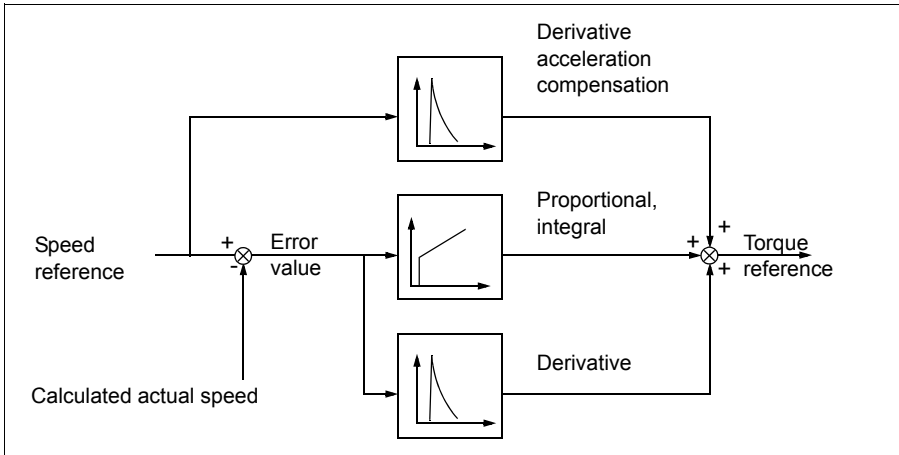 Derivative
acceleration
compensation
Proportional,
integral
Speed
reference
+
-
Error
value
+
+
+
Torque
reference
Derivative
Calculated actual speed